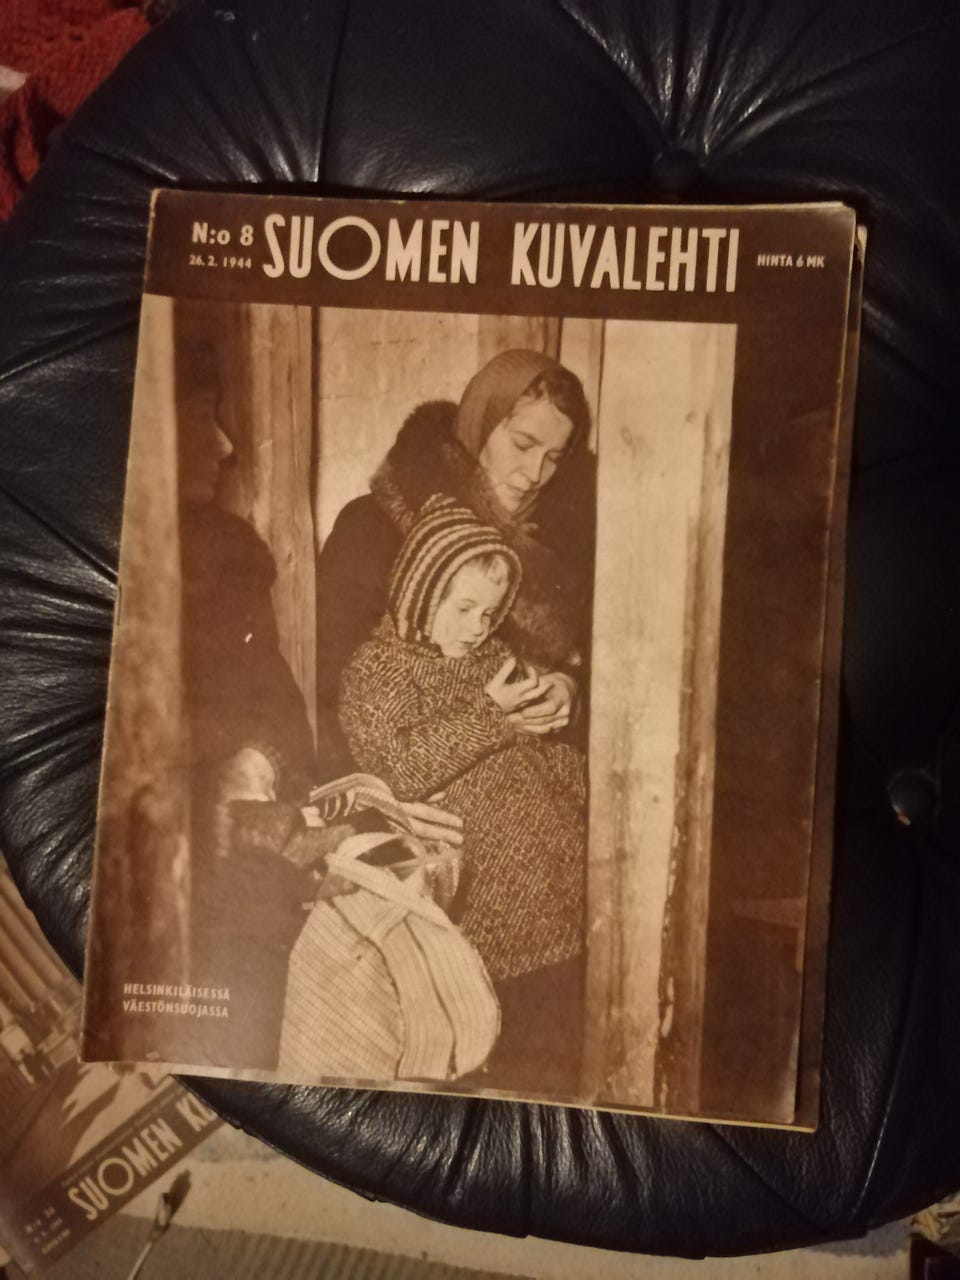 N:o 8 SUOMEN KUVALEHTI HINTA 6 MK
26.2. 1944
HELSINKILÄISESSÄ
VÄESTÖNSUOJASSA
SUOMEN